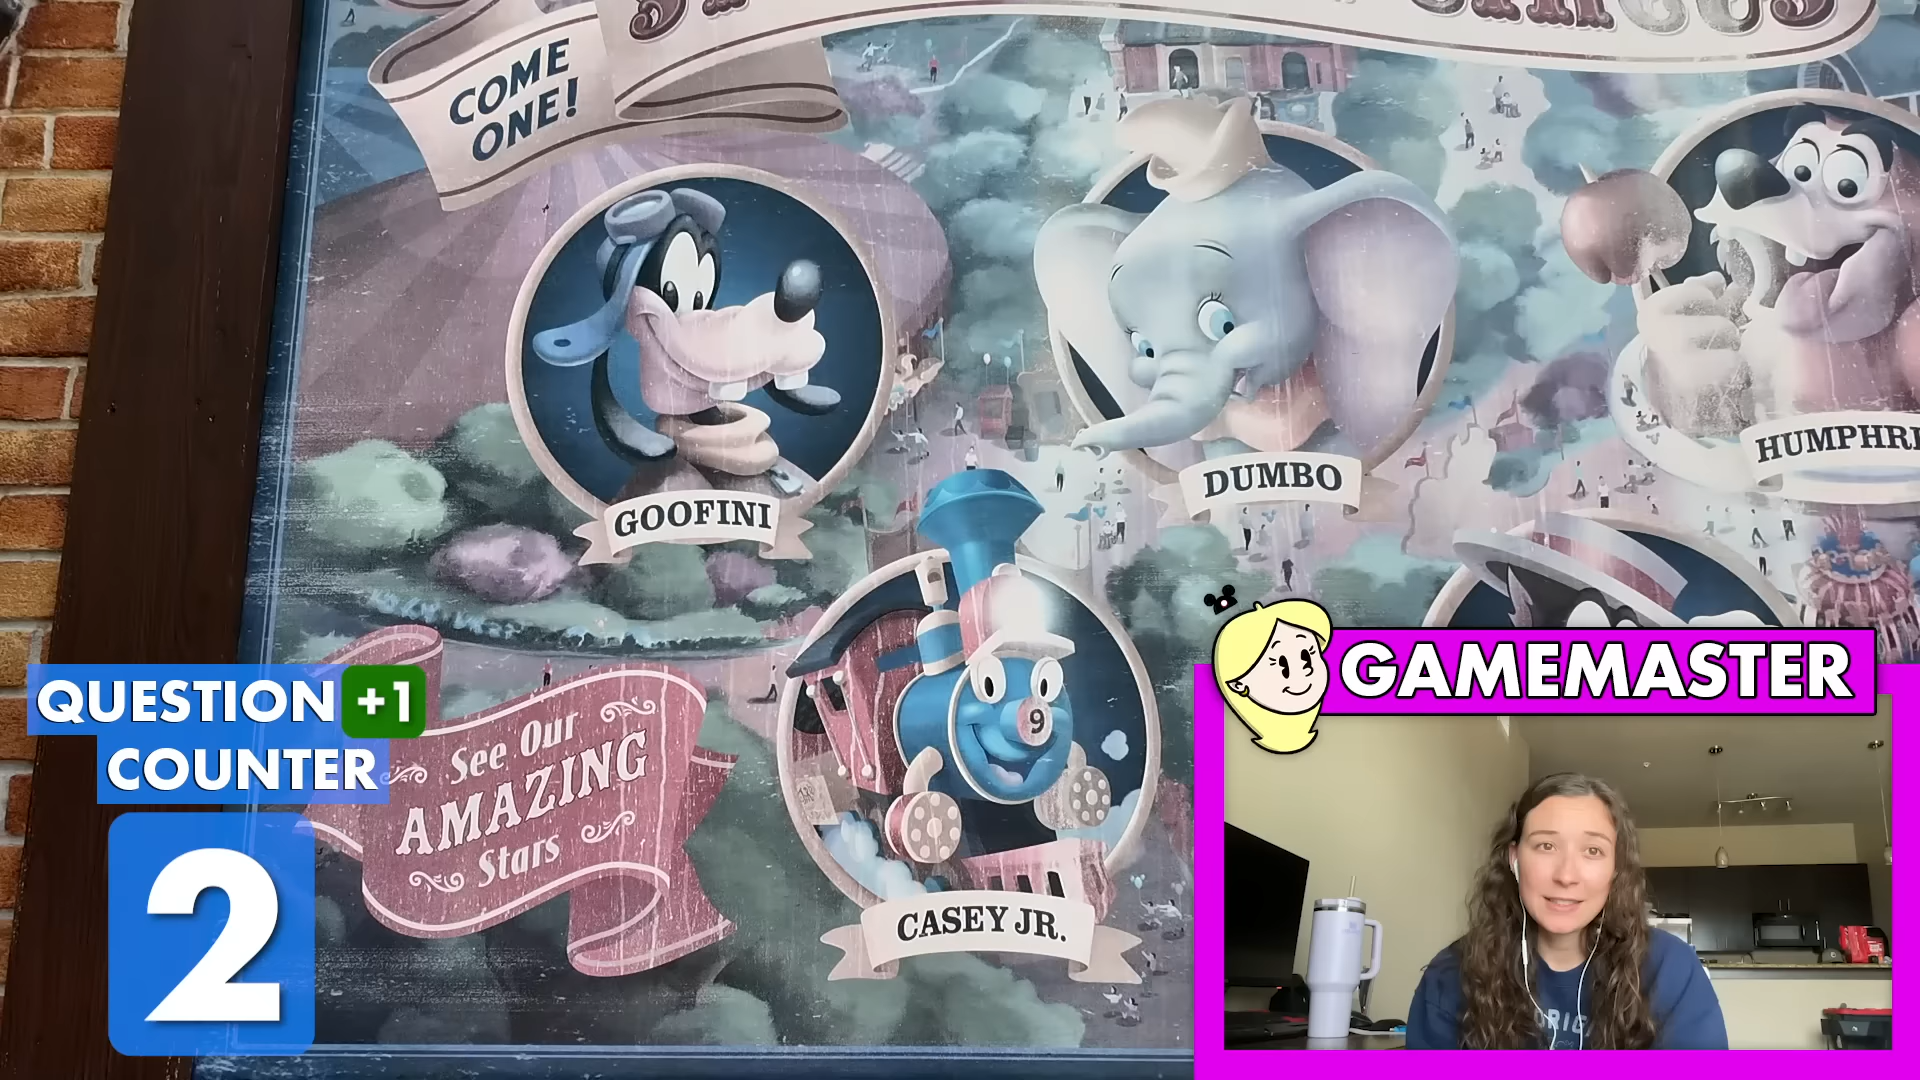 COME
ONE!
GOOFINI
DUMBO
HUMPHR
See Our
AMAZING
Stars
9
CASEY JR.
QUESTION +1
COUNTER
2
GAMEMASTER